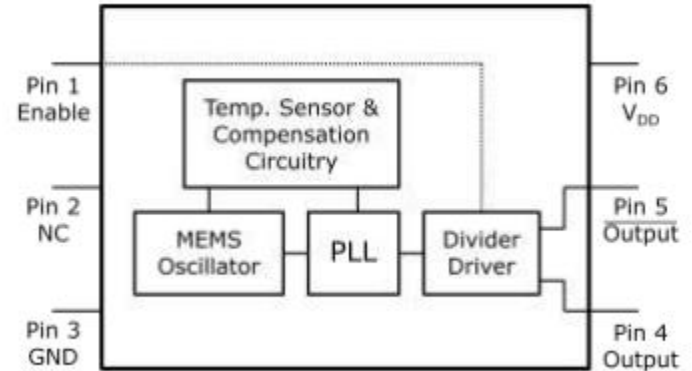 Pin 1
Enable
Pin 2
NC
Pin 3
GND
Temp. Sensor &
Compensation
Circuitry
MEMS
Oscillator
PLL
Divider
Driver
Pin 6
V_DD
Pin 5
Output
Pin 4
Output